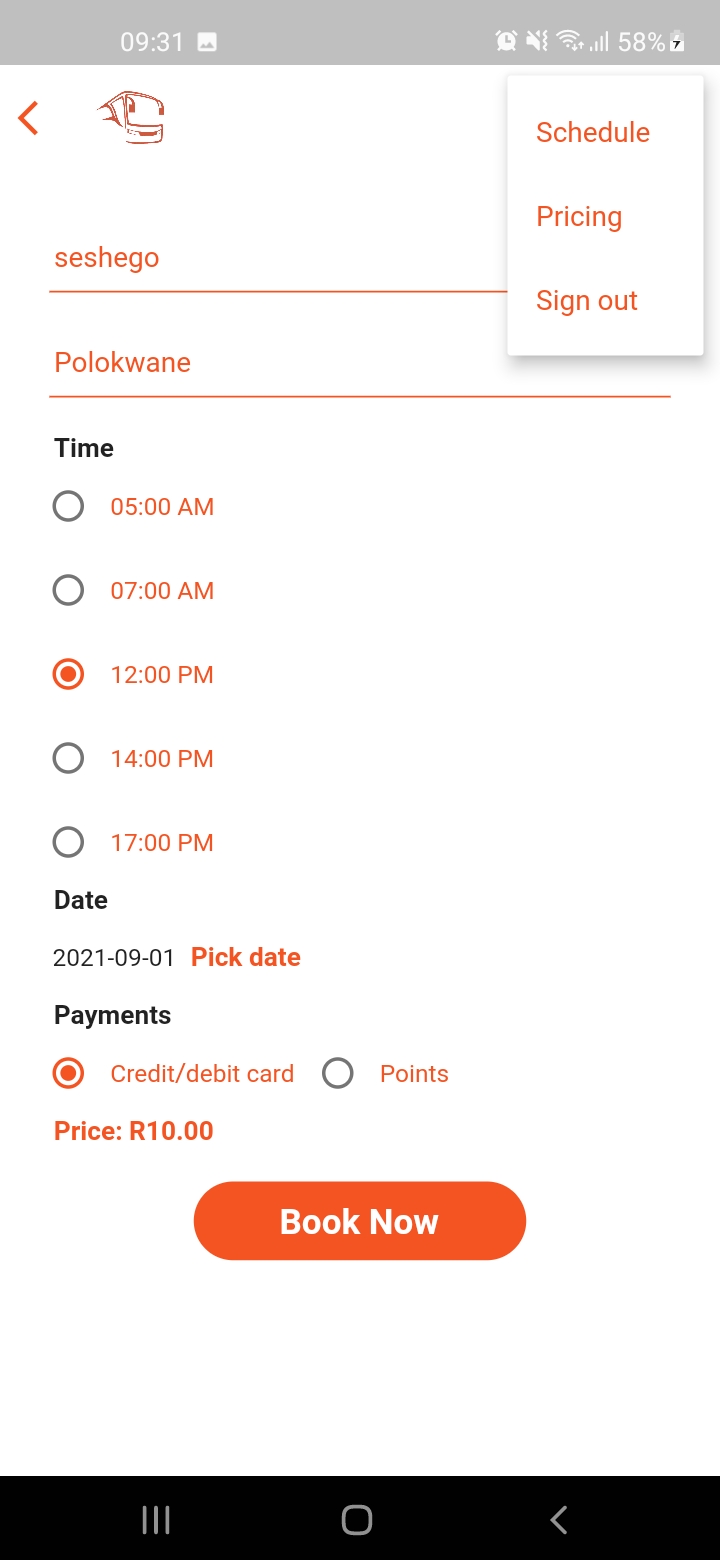 09:31
58%
Schedule
Pricing
Sign out
seshego
Polokwane
Time
05:00 AM
07:00 AM
12:00 PM
14:00 PM
17:00 PM
Date
2021-09-01 Pick date
Payments
Credit/debit card Points
Price: R10.00
Book Now